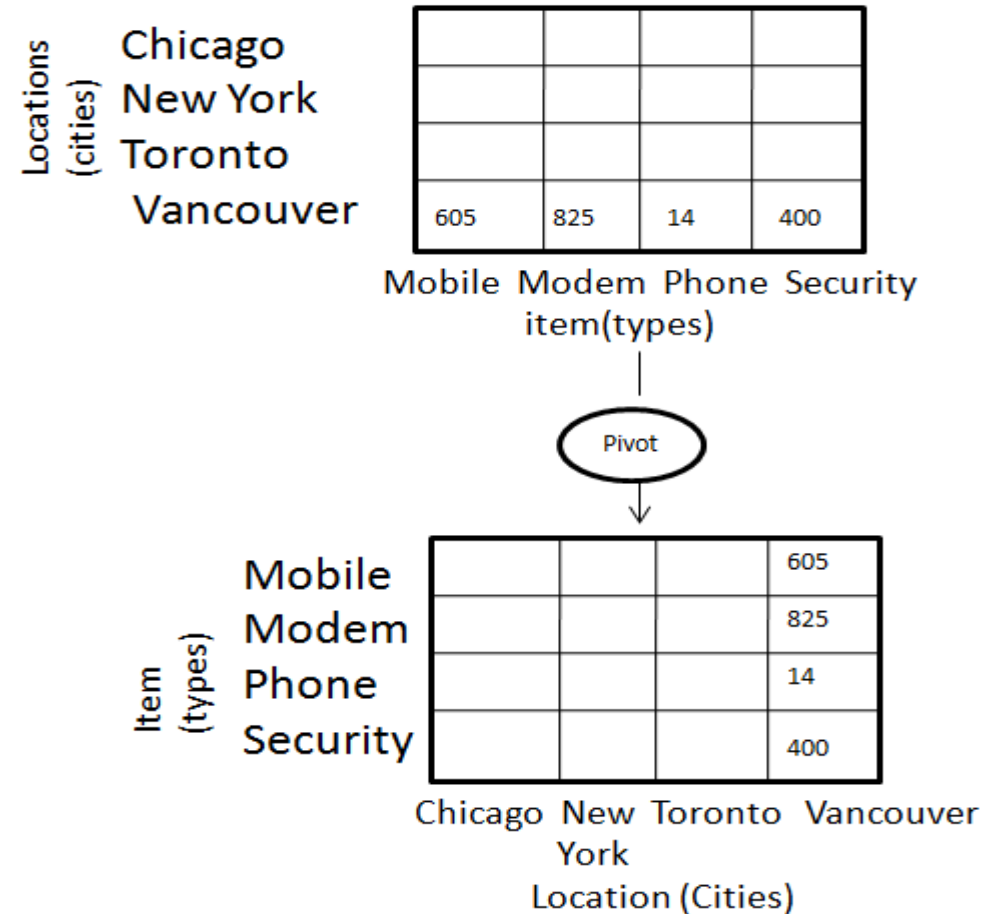 Locations
(cities)
Chicago
New York
Toronto
Vancouver
605 825 14 400
Mobile Modem Phone Security
item(types)
Pivot
Item
(types)
Mobile
Modem
Phone
Security
605
825
14
400
Chicago New Toronto Vancouver
York
Location (Cities)